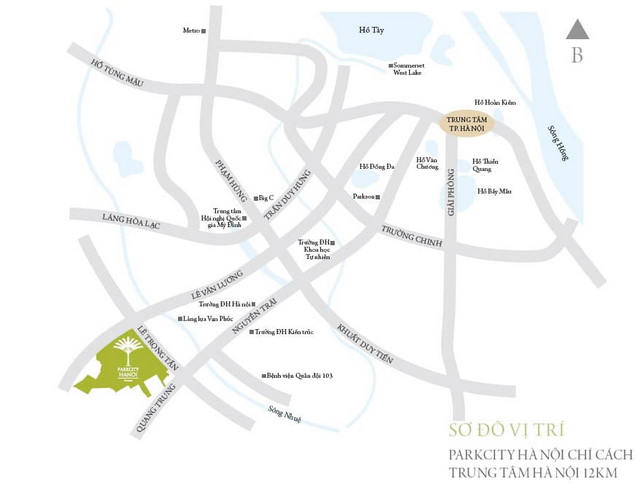 Metro
Hồ Tây
B
HỒ TÙNG MẬU
Sommerset
West Lake
Hồ Hoàn Kiếm
TRUNG TÂM
TP. HÀ NỘI
Sông Hồng
PHẠM HÙNG
TRẦN DUY HƯNG
Hồ Đống Đa
Hồ Văn
Chương
Hồ Thiền
Quang
Big C
Parkson
GIẢI PHÓNG
Hồ Bảy Mẫu
LÁNG HÒA LẠC
Trung tâm
Hội nghị Quốc
gia Mỹ Đình
TRƯỜNG CHINH
Trường ĐH
Khoa học
Tự nhiên
LÊ VĂN LƯƠNG
Trường ĐH Hà nội
NGUYỄN TRÃI
Làng lụa Vạn Phúc
Trường ĐH Kiến trúc
KHUẤT DUY TIẾN
LÊ TRỌNG TẤN
PARKCITY
HANOI
Bệnh viện Quân đội 103
QUANG TRUNG
Sông Nhuệ
SƠ ĐỒ VỊ TRÍ
PARKCITY HÀ NỘI CHỈ CÁCH
TRUNG TÂM HÀ NỘI 12KM